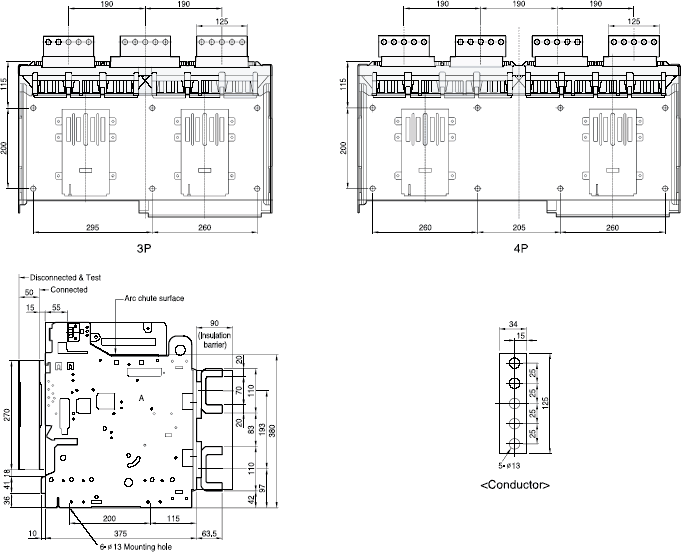 190 190
125
115
200
295 260
3P
190 190 190
125
115
200
260 205 260
4P
Disconnected & Test
50 Connected
15 55
Arc chute surface
90
(Insulation
barrier)
20
70
110
20
83
193
380
110
97
42
270
18
41
36
A
200 115
10 375 63.5
6•ø13 Mounting hole
34
15
25
25
25
25
125
5•ø13
<Conductor>